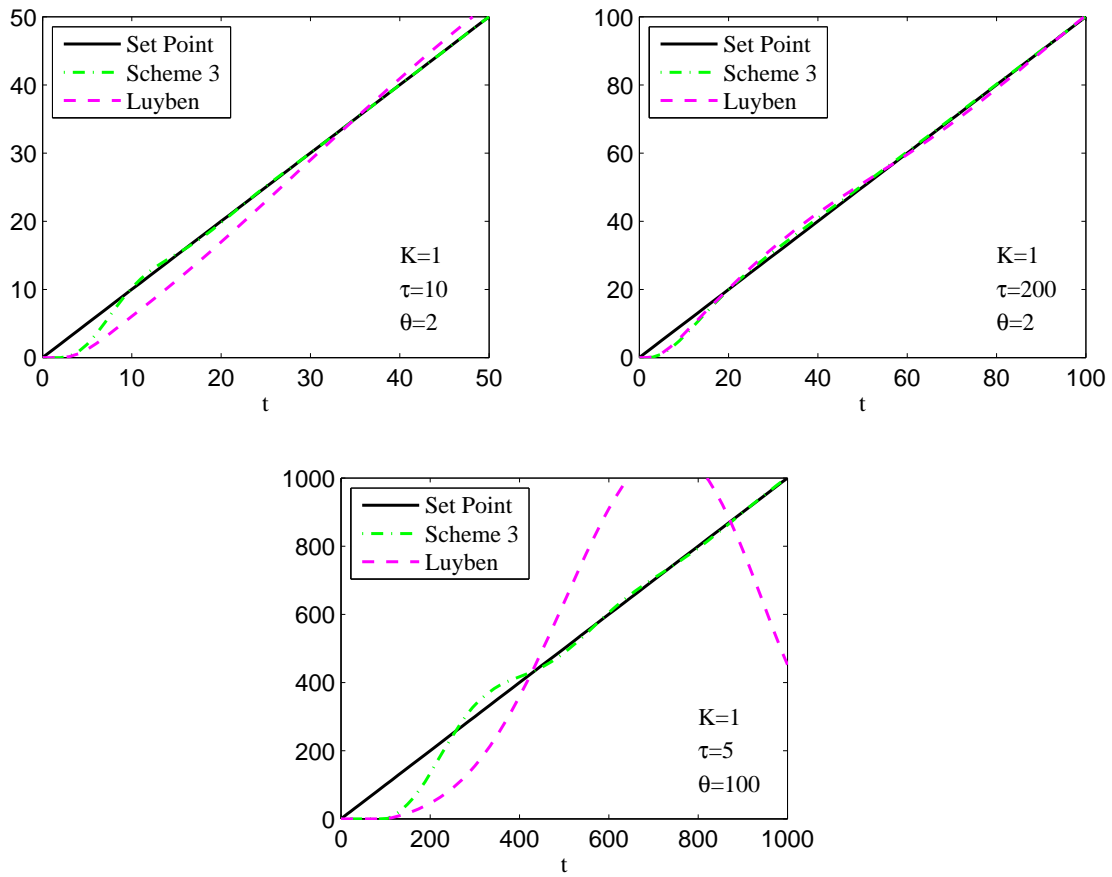 50
40
30
20
10
0
0 10 20 30 40 50
t
Set Point
Scheme 3
Luyben
K=1
τ=10
θ=2
100
80
60
40
20
0
0 20 40 60 80 100
t
Set Point
Scheme 3
Luyben
K=1
τ=200
θ=2
1000
800
600
400
200
0
0 200 400 600 800 1000
t
Set Point
Scheme 3
Luyben
K=1
τ=5
θ=100